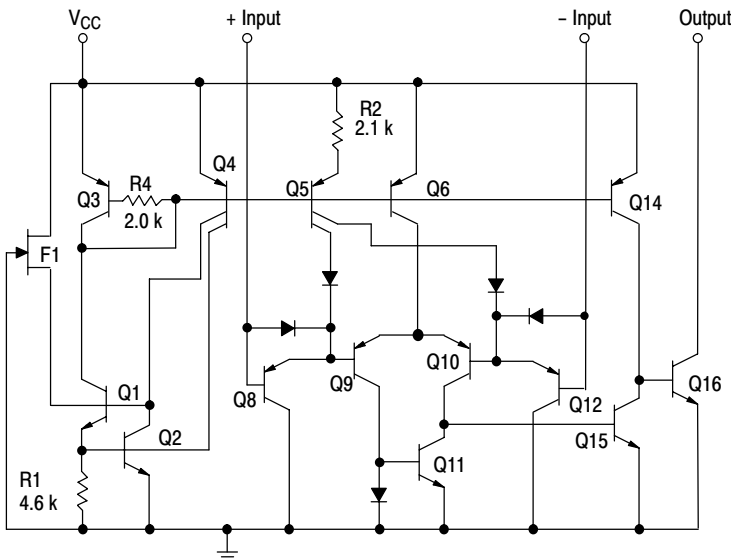 VCC
+ Input
− Input
Output
R2
2.1 k
Q3
R4
2.0 k
Q4
Q5
Q6
Q14
F1
Q1
Q8
Q9
Q10
Q12
Q16
Q2
Q11
Q15
R1
4.6 k